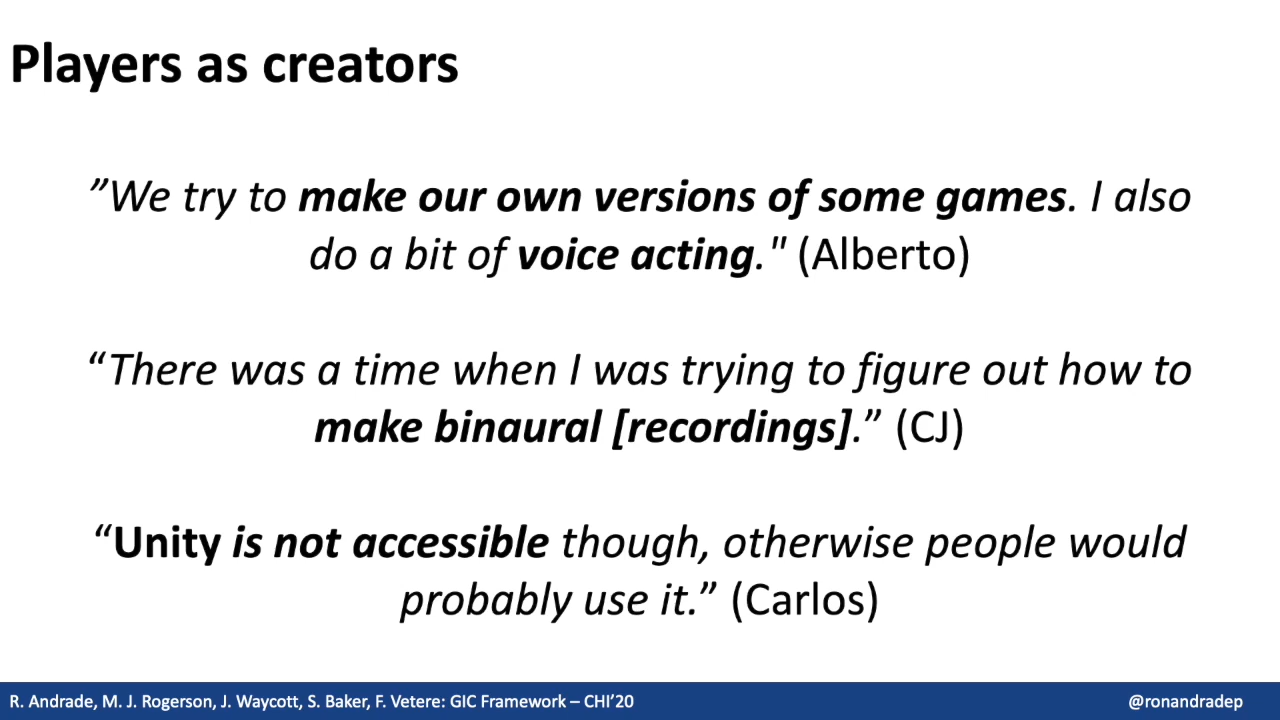 Players as creators
”We try to make our own versions of some games. I also
do a bit of voice acting." (Alberto)
“There was a time when I was trying to figure out how to
make binaural [recordings].” (CJ)
“Unity is not accessible though, otherwise people would
probably use it.” (Carlos)
R. Andrade, M. J. Rogerson, J. Waycott, S. Baker, F. Vetere: GIC Framework – CHI’20
@ronandradep